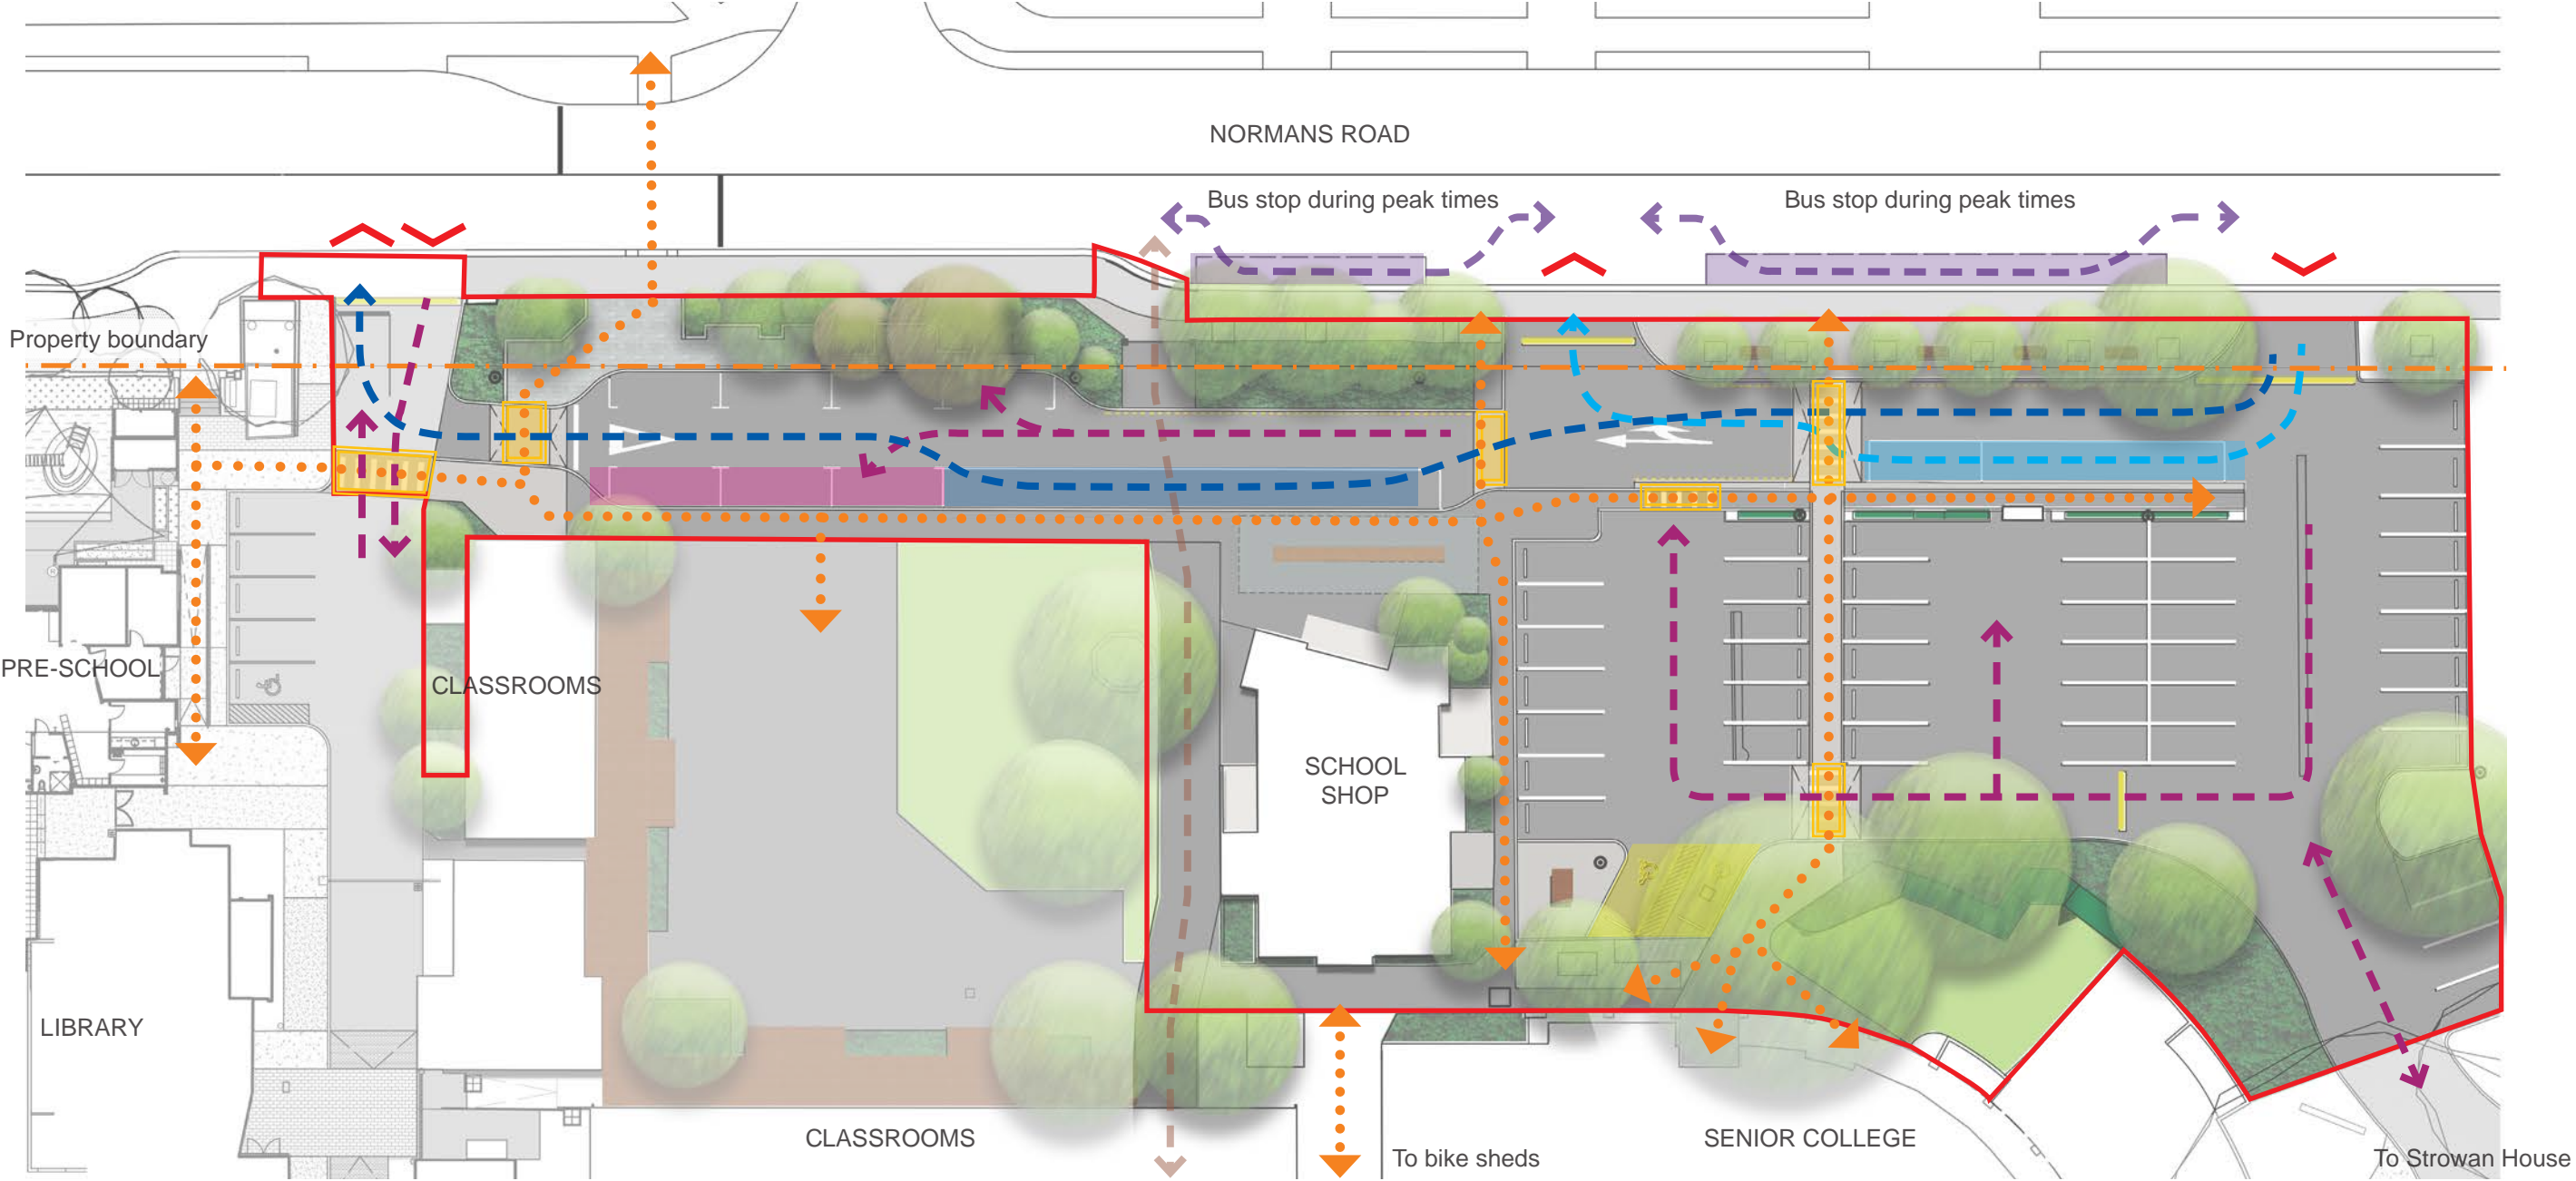 NORMANS ROAD
Bus stop during peak times
Bus stop during peak times
Property boundary
PRE-SCHOOL
CLASSROOMS
SCHOOL
SHOP
LIBRARY
CLASSROOMS
SENIOR COLLEGE
To bike sheds
To Strowan House